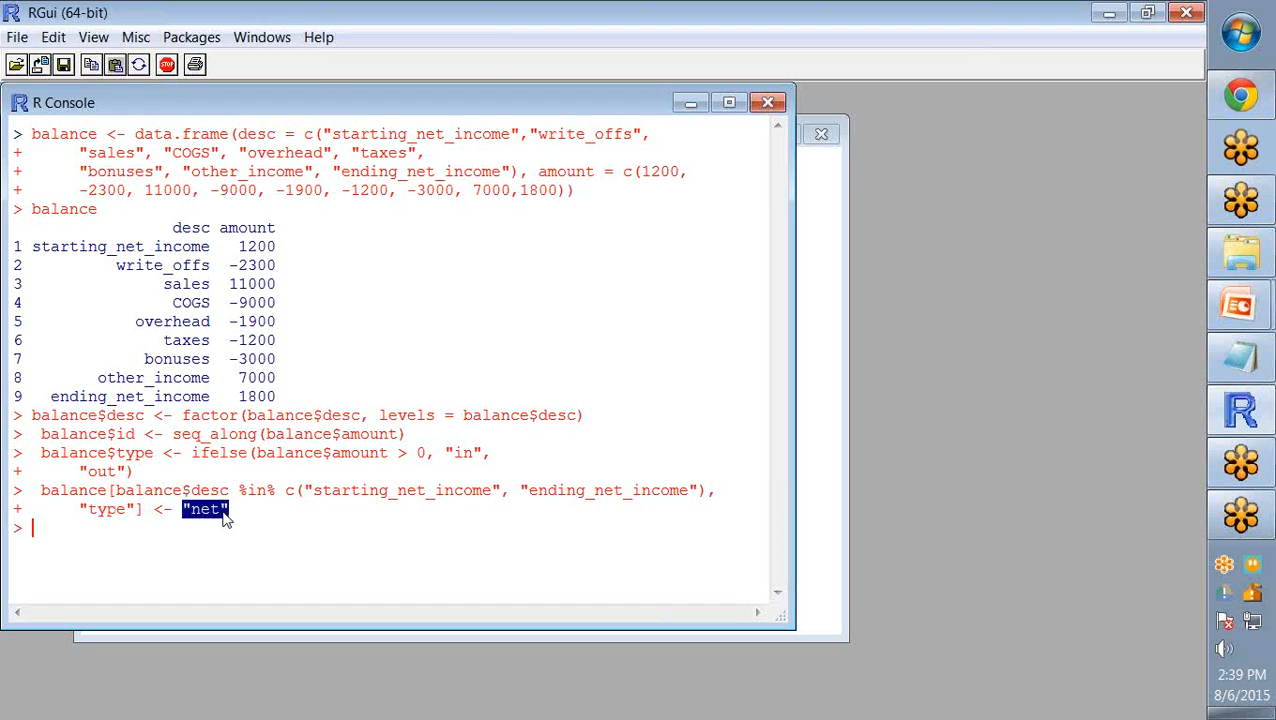 RGui (64-bit)
File Edit View Misc Packages Windows Help
STOP
R Console
> balance <- data.frame(desc = c("starting_net_income","write_offs",
+ "sales", "COGS", "overhead", "taxes",
+ "bonuses", "other_income", "ending_net_income"), amount = c(1200,
+ -2300, 11000, -9000, -1900, -1200, -3000, 7000,1800))
> balance
desc amount
1 starting_net_income 1200
2 write_offs -2300
3 sales 11000
4 COGS -9000
5 overhead -1900
6 taxes -1200
7 bonuses -3000
8 other_income 7000
9 ending_net_income 1800
> balance$desc <- factor(balance$desc, levels = balance$desc)
> balance$id <- seq_along(balance$amount)
> balance$type <- ifelse(balance$amount > 0, "in",
+ "out")
> balance[balance$desc %in% c("starting_net_income", "ending_net_income"),
+ "type"] <- "net"
>
2:39 PM
8/6/2015